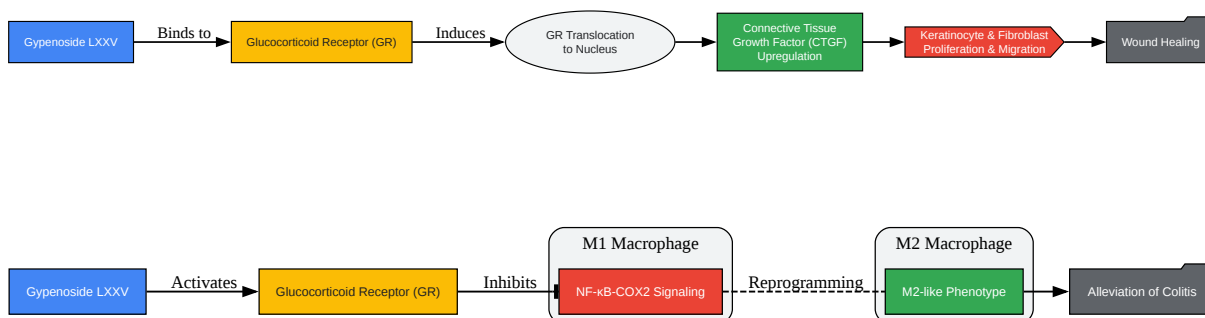 Gypenoside LXXV
Binds to
Glucocorticoid Receptor (GR)
Induces
GR Translocation
to Nucleus
Connective Tissue
Growth Factor (CTGF)
Upregulation
Keratinocyte & Fibroblast
Proliferation & Migration
Wound Healing
Gypenoside LXXV
Activates
Glucocorticoid Receptor (GR)
Inhibits
M1 Macrophage
NF-κB-COX2 Signaling
Reprogramming
M2 Macrophage
M2-like Phenotype
Alleviation of Colitis